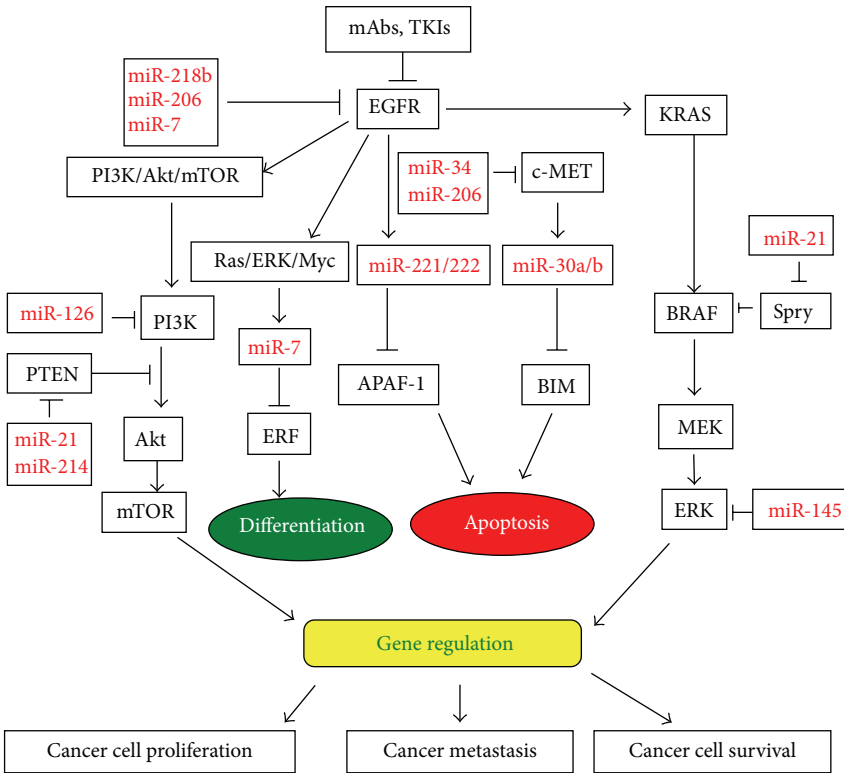 mAbs, TKIs
miR-218b
miR-206
miR-7
EGFR
KRAS
PI3K/Akt/mTOR
miR-34
miR-206
c-MET
miR-21
Ras/ERK/Myc
miR-221/222
miR-30a/b
miR-126
PI3K
BRAF
Spry
miR-7
PTEN
APAF-1
BIM
miR-21
miR-214
Akt
ERF
MEK
mTOR
Differentiation
Apoptosis
ERK
miR-145
Gene regulation
Cancer cell proliferation
Cancer metastasis
Cancer cell survival